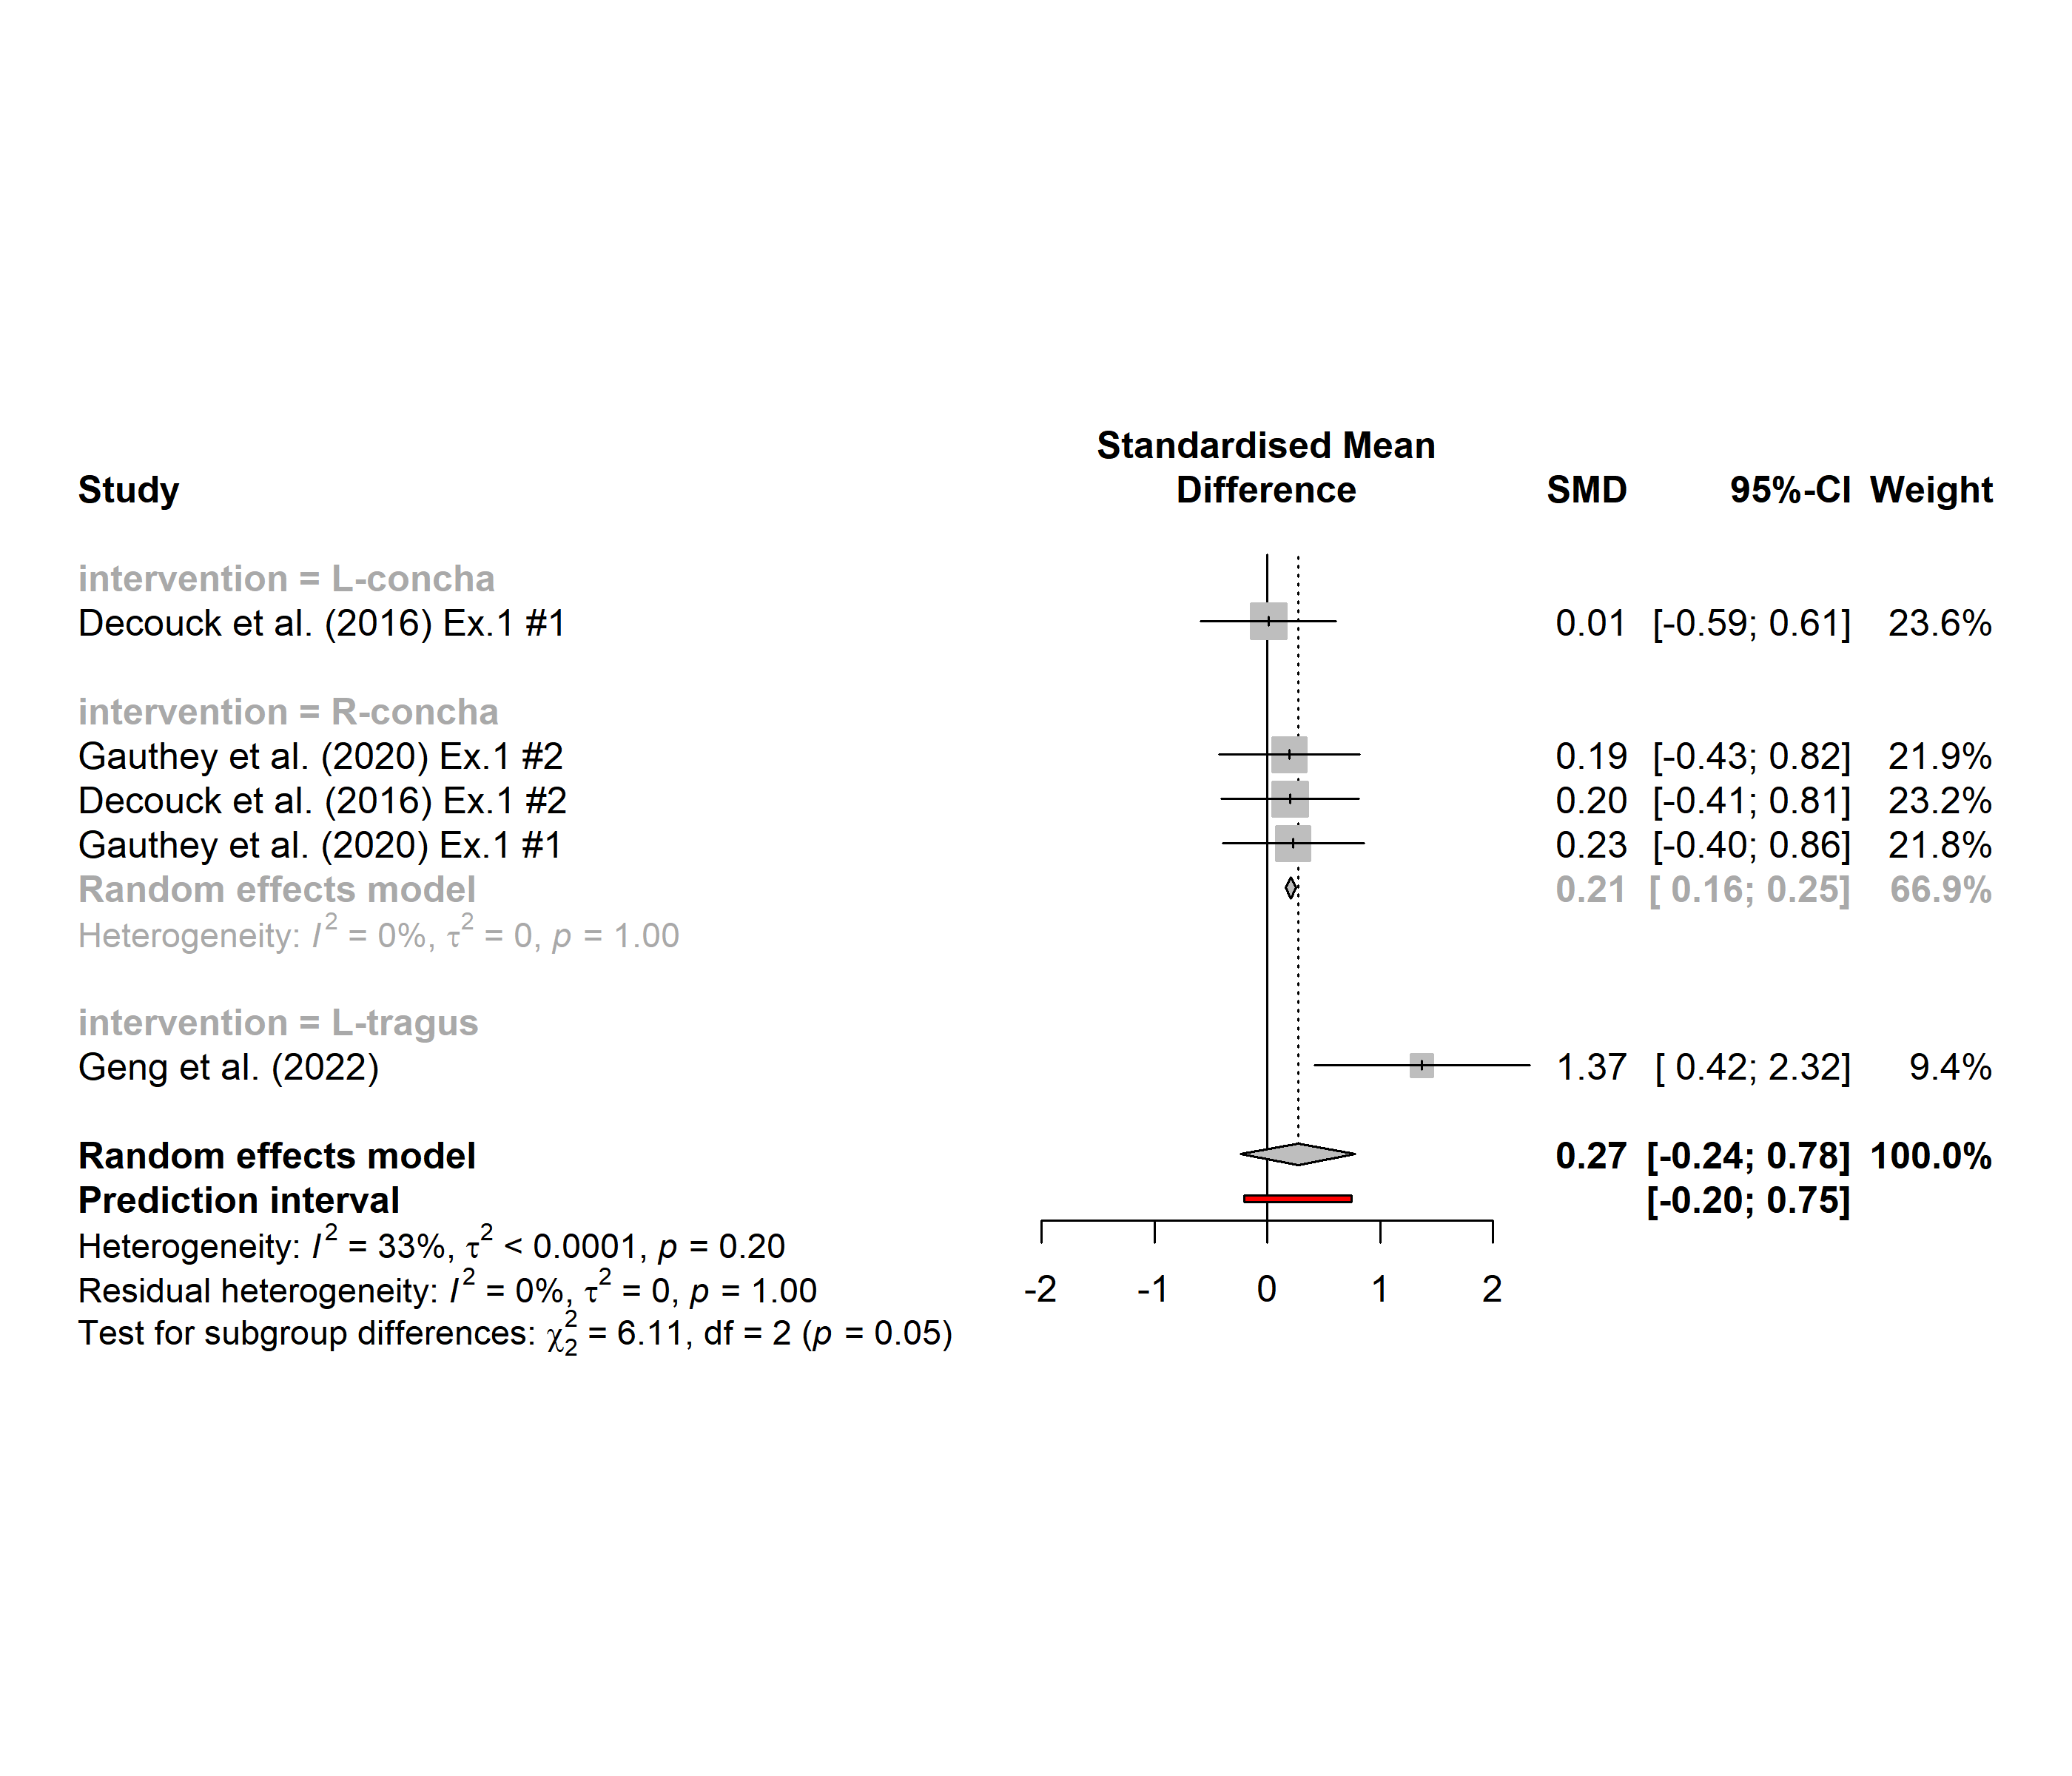 Standardised Mean
Study Difference SMD 95%-CI Weight
intervention = L-concha
Decouck et al. (2016) Ex.1 #1 0.01 [-0.59; 0.61] 23.6%
intervention = R-concha
Gauthey et al. (2020) Ex.1 #2 0.19 [-0.43; 0.82] 21.9%
Decouck et al. (2016) Ex.1 #2 0.20 [-0.41; 0.81] 23.2%
Gauthey et al. (2020) Ex.1 #1 0.23 [-0.40; 0.86] 21.8%
Random effects model 0.21 [ 0.16; 0.25] 66.9%
Heterogeneity: I² = 0%, τ² = 0, p = 1.00
intervention = L-tragus
Geng et al. (2022) 1.37 [ 0.42; 2.32] 9.4%
Random effects model 0.27 [-0.24; 0.78] 100.0%
Prediction interval [-0.20; 0.75]
Heterogeneity: I² = 33%, τ² < 0.0001, p = 0.20
Residual heterogeneity: I² = 0%, τ² = 0, p = 1.00
-2 -1 0 1 2
Test for subgroup differences: χ²₂ = 6.11, df = 2 (p = 0.05)